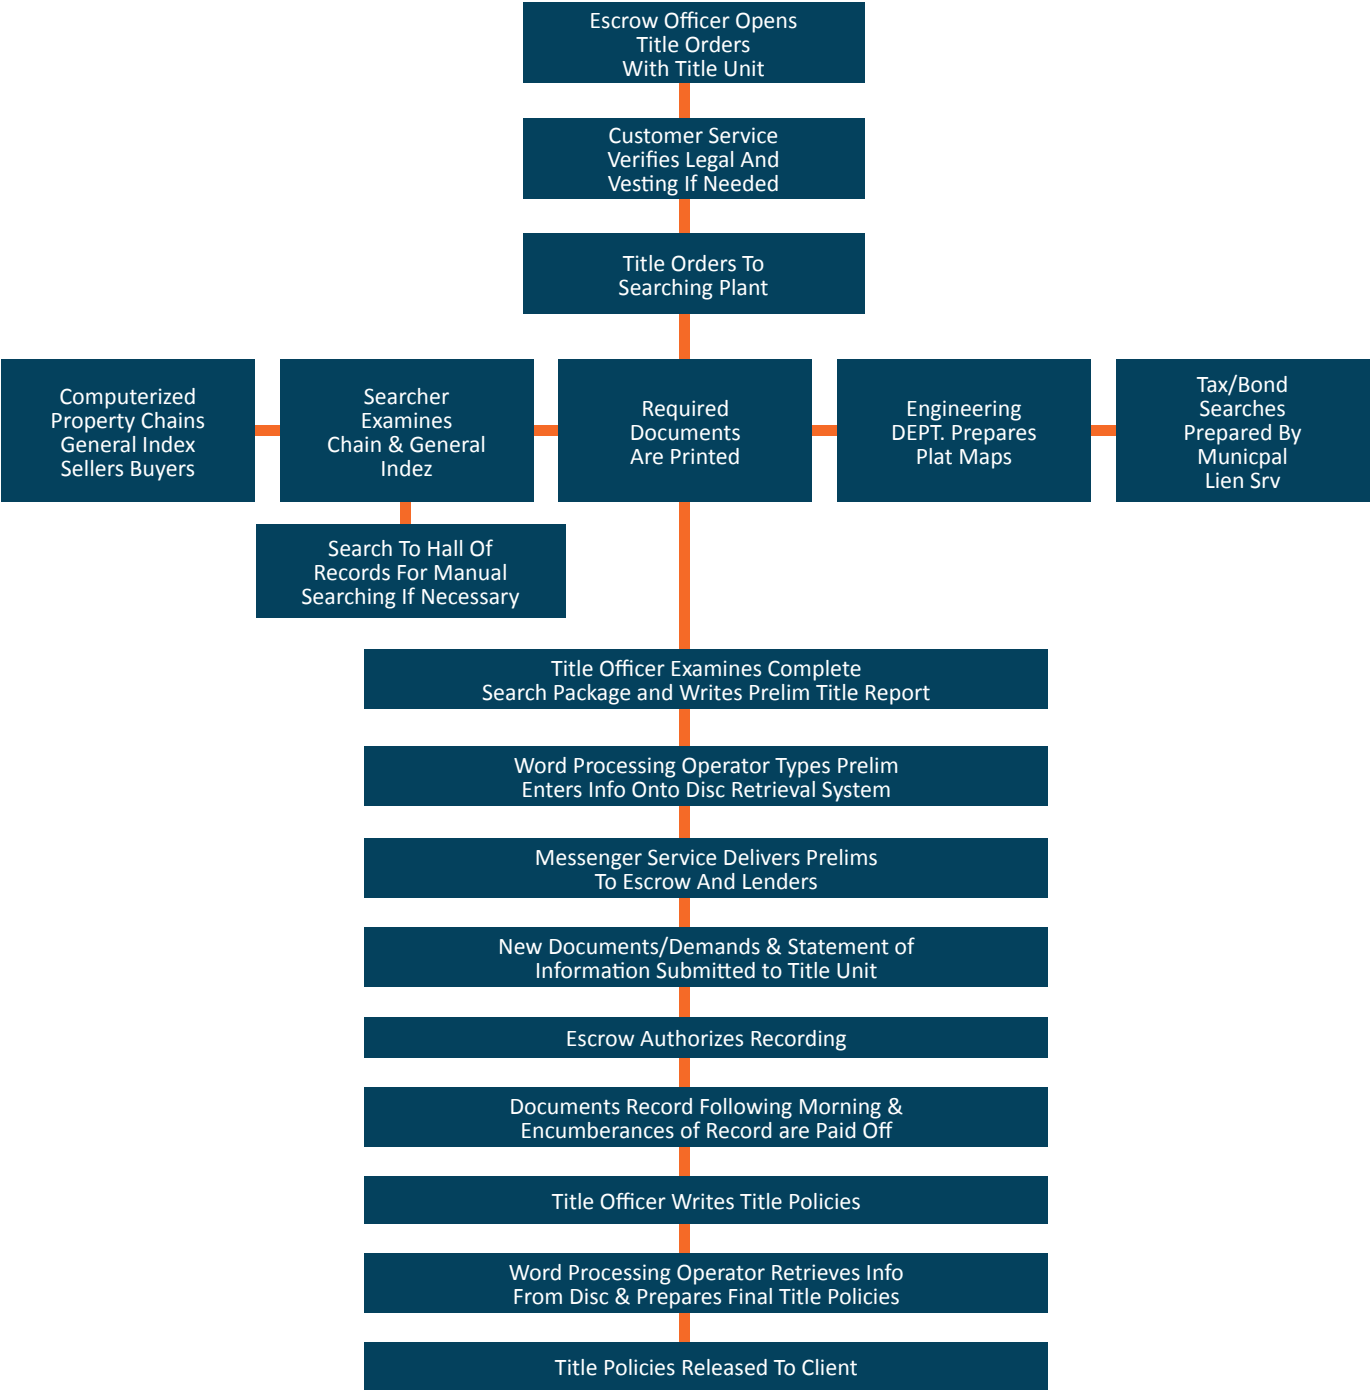 Escrow Officer Opens
Title Orders
With Title Unit
Customer Service
Verifies Legal And
Vesting If Needed
Title Orders To
Searching Plant
Computerized
Property Chains
General Index
Sellers Buyers
Searcher
Examines
Chain & General
Indez
Required
Documents
Are Printed
Engineering
DEPT. Prepares
Plat Maps
Tax/Bond
Searches
Prepared By
Municpal
Lien Srv
Search To Hall Of
Records For Manual
Searching If Necessary
Title Officer Examines Complete
Search Package and Writes Prelim Title Report
Word Processing Operator Types Prelim
Enters Info Onto Disc Retrieval System
Messenger Service Delivers Prelims
To Escrow And Lenders
New Documents/Demands & Statement of
Information Submitted to Title Unit
Escrow Authorizes Recording
Documents Record Following Morning &
Encumberances of Record are Paid Off
Title Officer Writes Title Policies
Word Processing Operator Retrieves Info
From Disc & Prepares Final Title Policies
Title Policies Released To Client